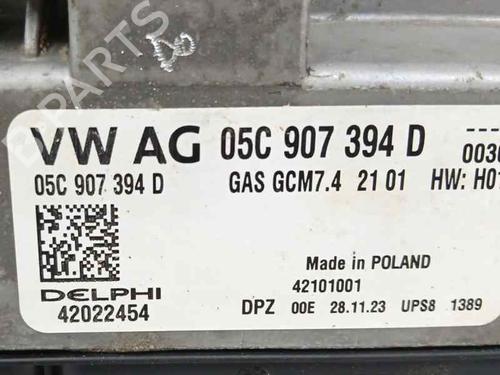 B PARTS
VW AG 05C 907 394 D
05C 907 394 D GAS GCM7.4 21 01 HW: H01
Made in POLAND
42101001
DELPHI
42022454
DPZ 00E 28.11.23 UPS8 1389